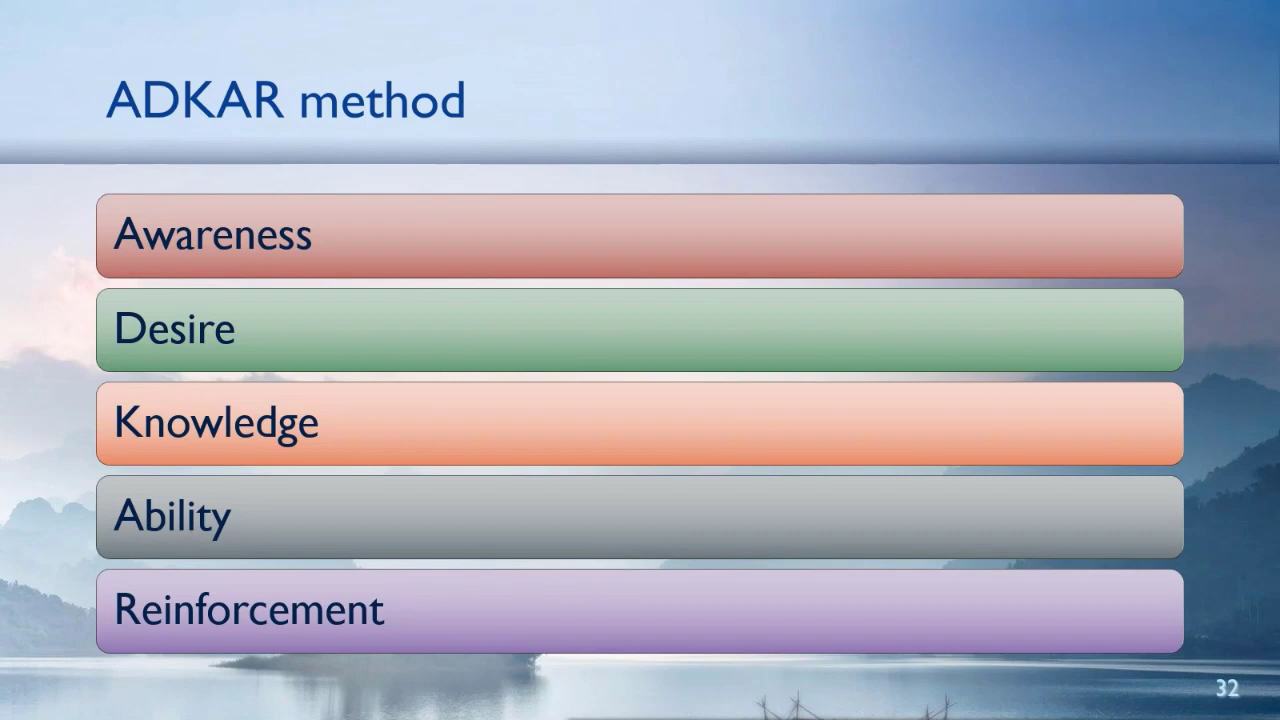 ADKAR method
Awareness
Desire
Knowledge
Ability
Reinforcement
32